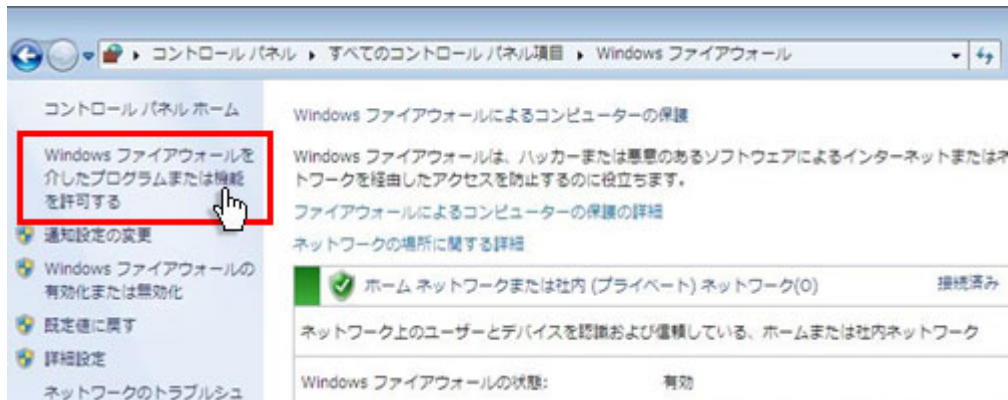 コントロール パネル ▸ すべてのコントロール パネル項目 ▸ Windows ファイアウォール
コントロール パネル ホーム
Windows ファイアウォールを
介したプログラムまたは機能
を許可する
通知設定の変更
Windows ファイアウォールの
有効化または無効化
既定値に戻す
詳細設定
ネットワークのトラブルシュ
Windows ファイアウォールによるコンピューターの保護
Windows ファイアウォールは、ハッカーまたは悪意のあるソフトウェアによるインターネットまたはネ
トワークを経由したアクセスを防止するのに役立ちます。
ファイアウォールによるコンピューターの保護の詳細
ネットワークの場所に関する詳細
ホーム ネットワークまたは社内 (プライベート) ネットワーク(O) 接続済み
ネットワーク上のユーザーとデバイスを認識および信頼している、ホームまたは社内ネットワーク
Windows ファイアウォールの状態: 有効